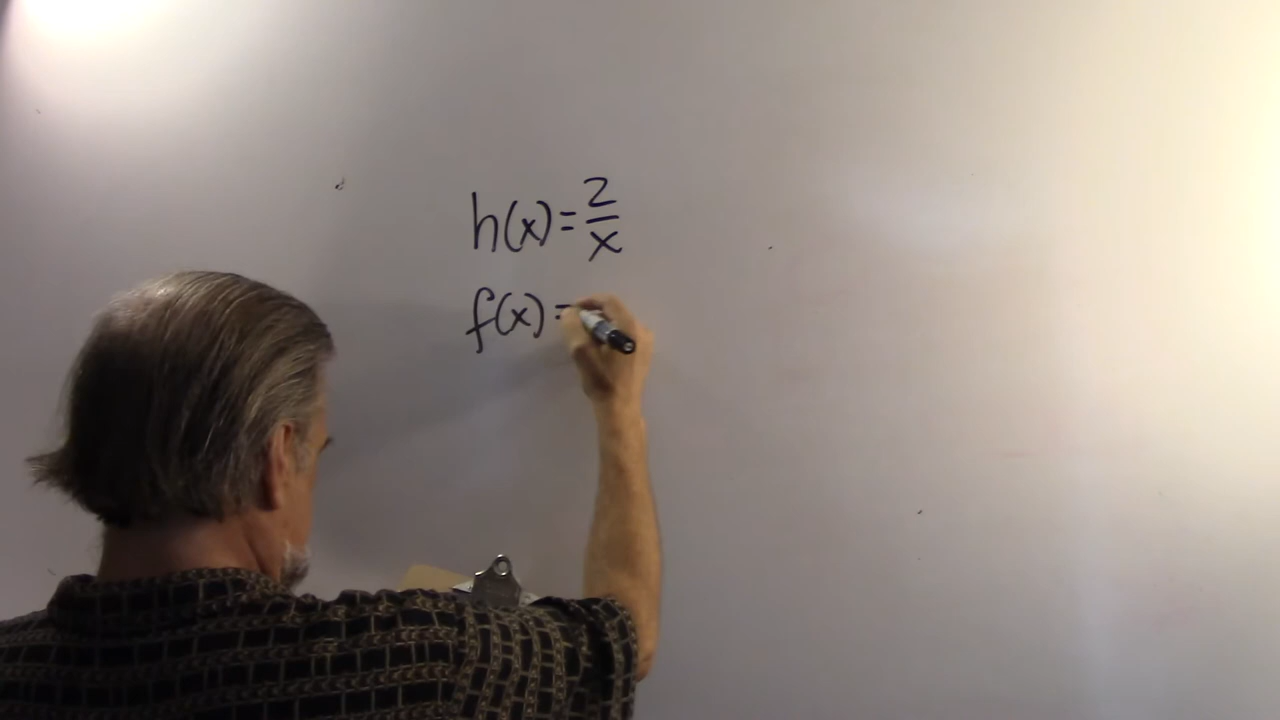 h(x) = 2/x
f(x) =